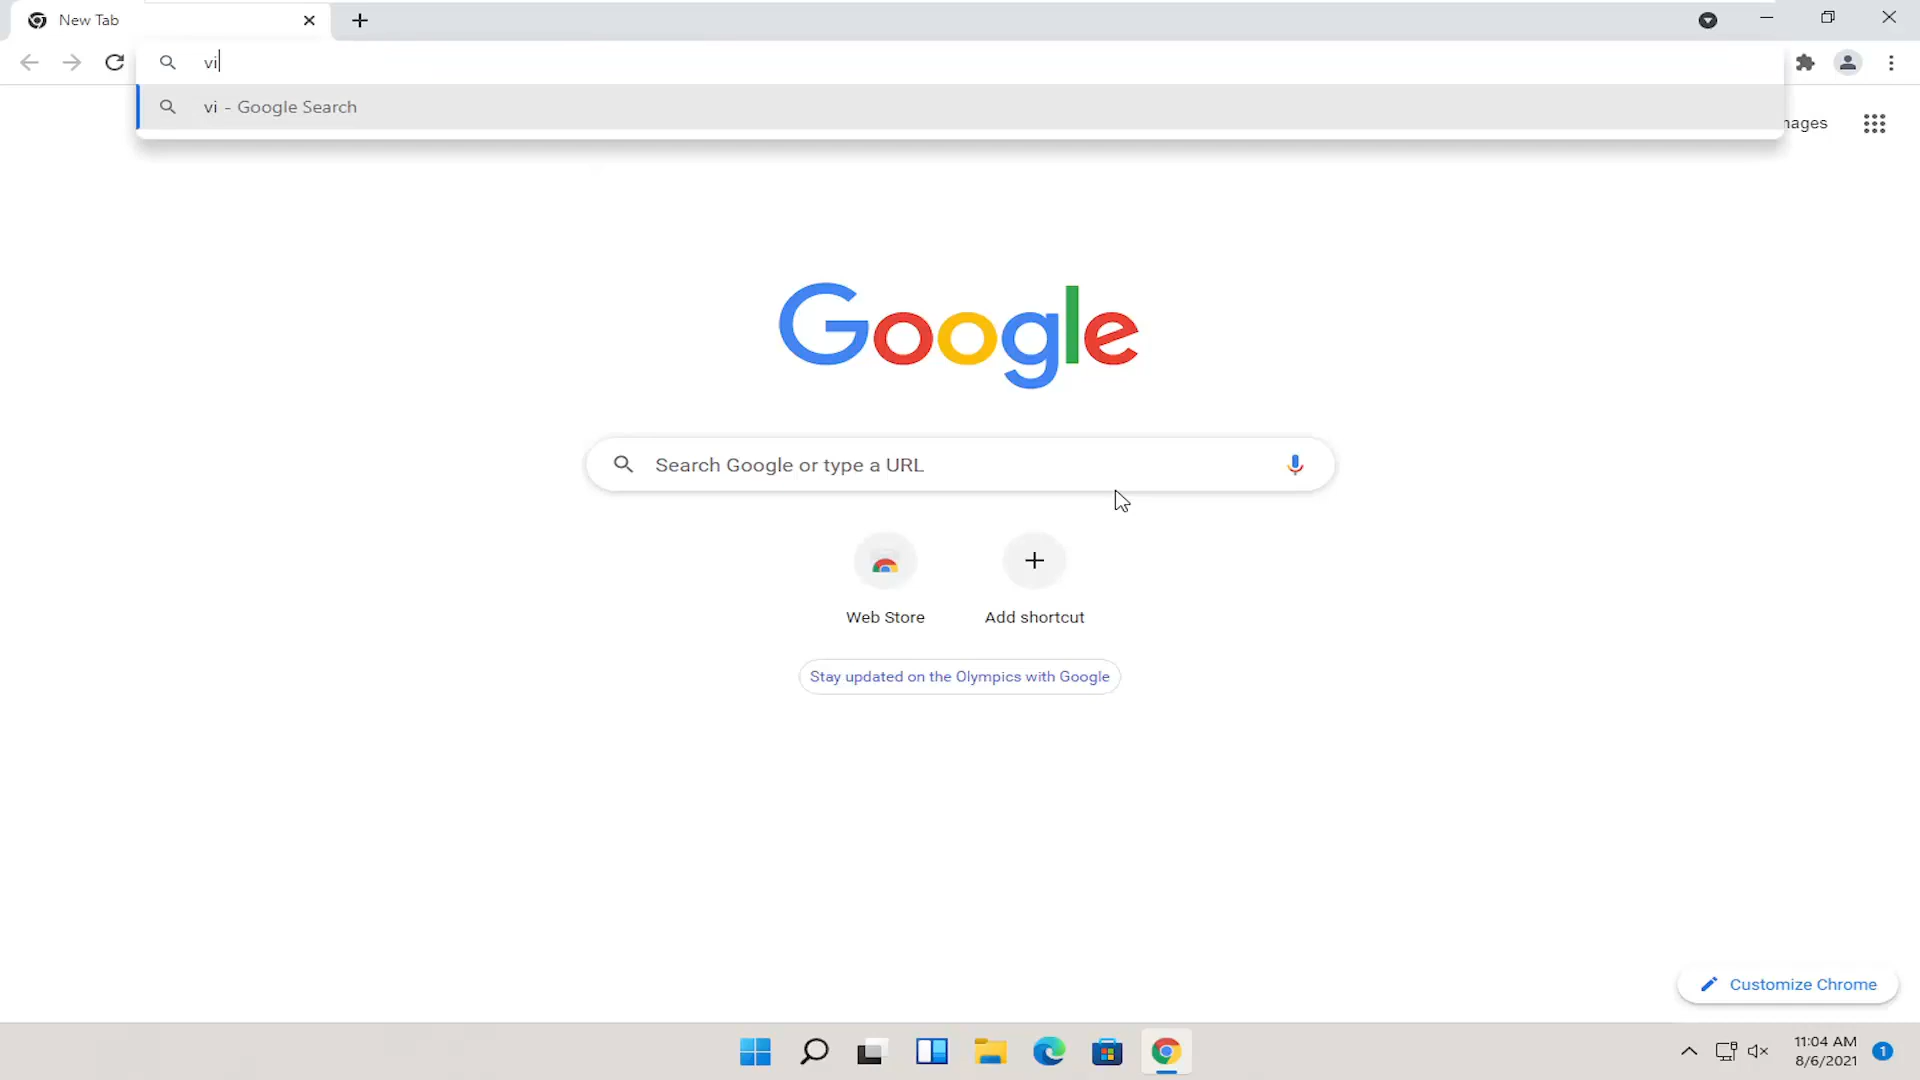 New Tab
vi
vi - Google Search
mages
Google
Search Google or type a URL
Web Store
Add shortcut
Stay updated on the Olympics with Google
Customize Chrome
11:04 AM
8/6/2021
1